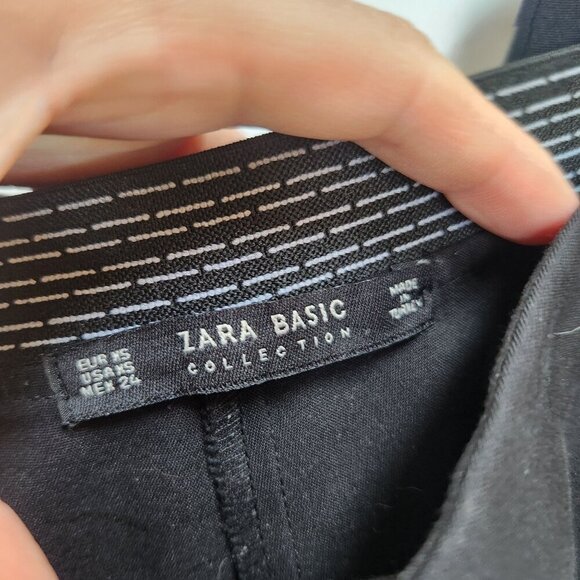 EUR XS
USA XS
MEX 24
ZARA BASIC
COLLECTION
MADE
IN
TURKEY